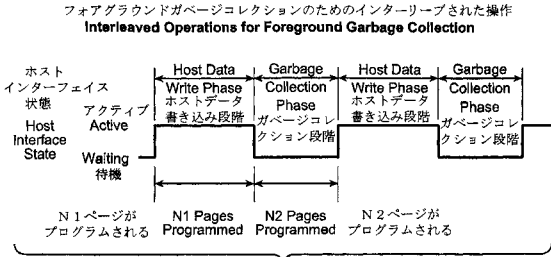 フォアグラウンドガベージコレクションのためのインターリーブされた操作
Interleaved Operations for Foreground Garbage Collection
ホスト
インターフェイス
状態
Host
Interface
State
アクティブ
Active
Waiting
待機
Host Data
Write Phase
ホストデータ
書き込み段階
Garbage
Collection
Phase
ガベージコレ
クション段階
Host Data
Write Phase
ホストデータ
書き込み段階
Garbage
Collection
Phase
ガベージコレ
クション段階
N1ページが
プログラムされる
N1 Pages
Programmed
N2 Pages
Programmed
N2ページが
プログラムされる